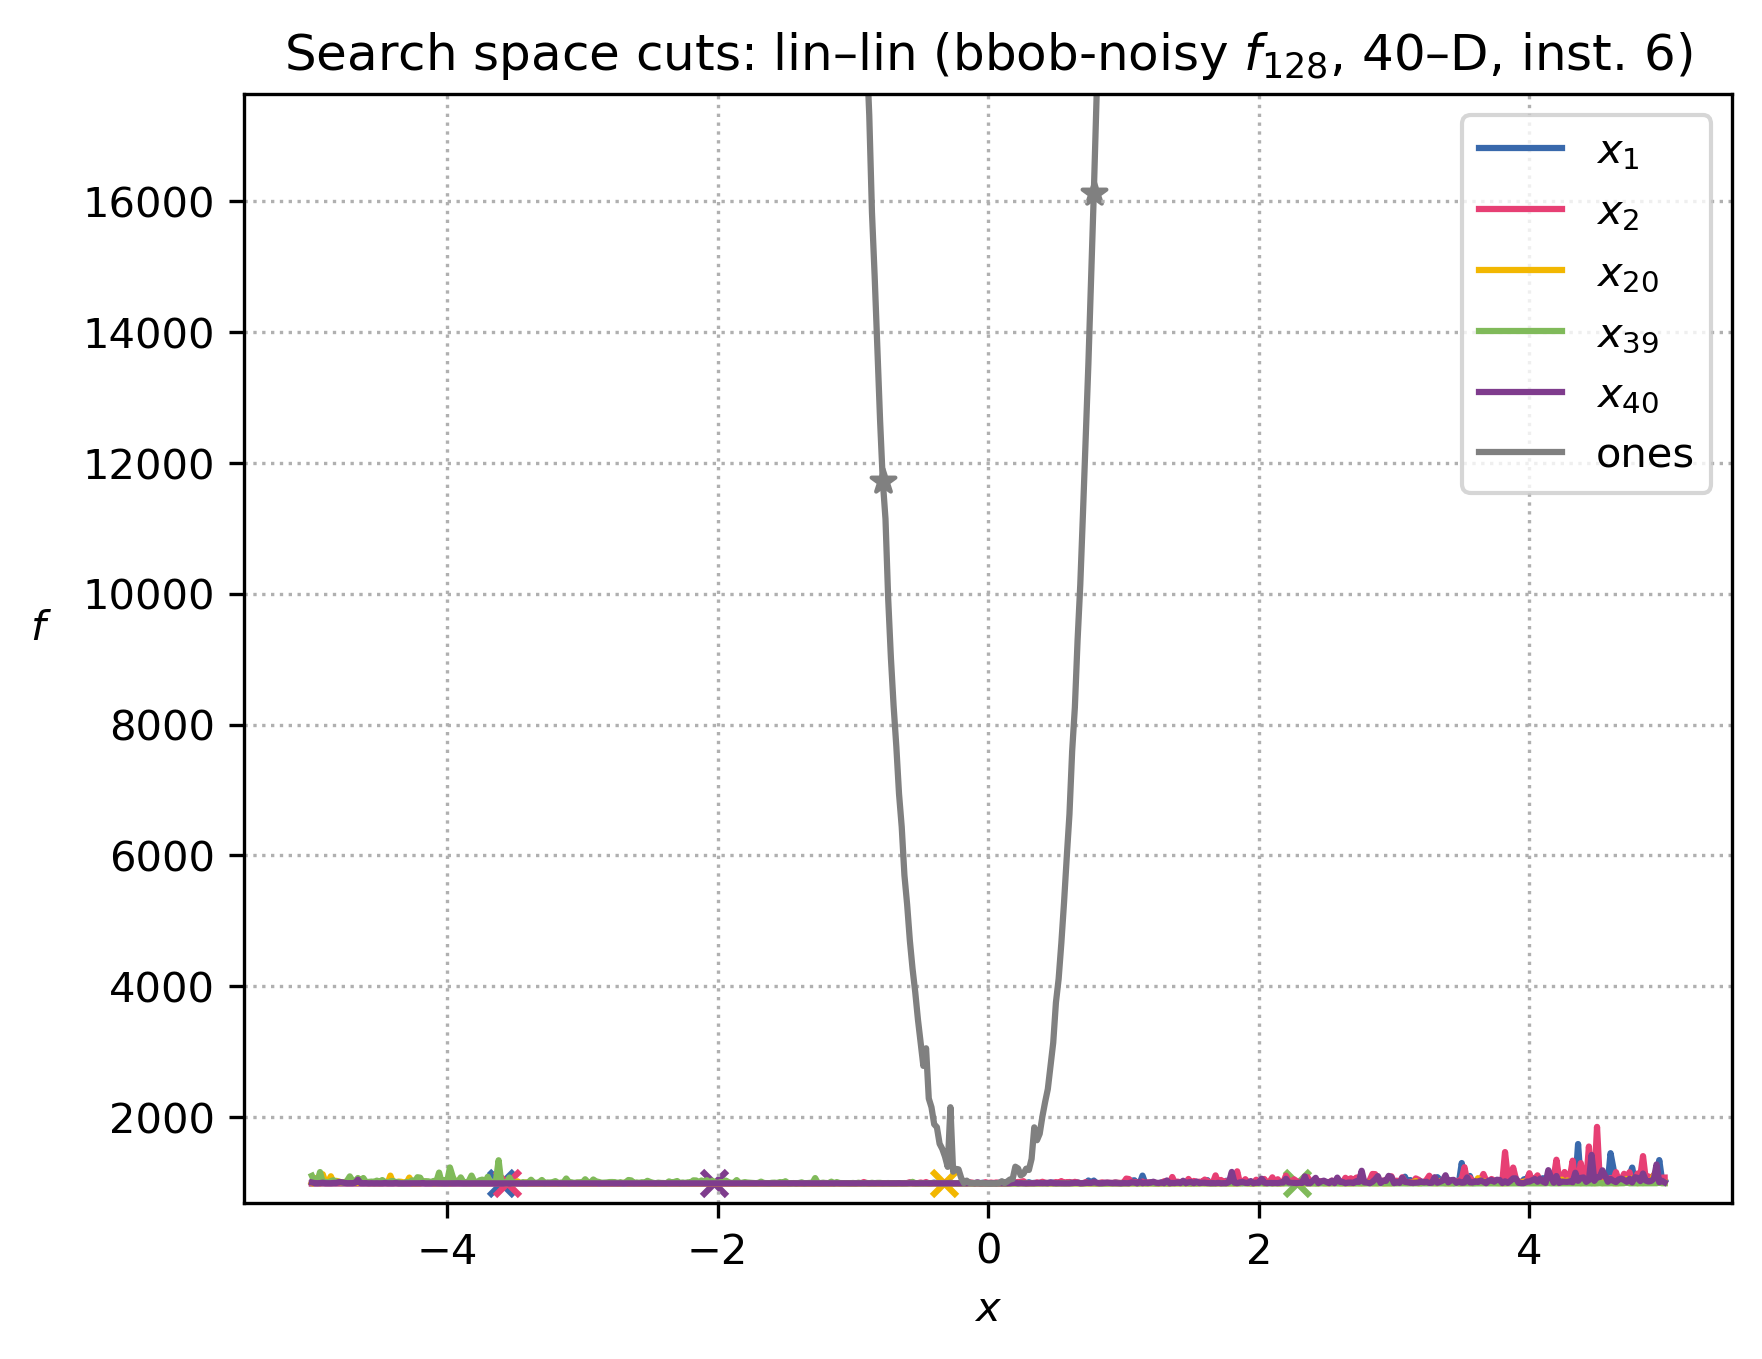 Search space cuts: lin–lin (bbob-noisy f₁₂₈, 40–D, inst. 6)
x₁
x₂
x₂₀
x₃₉
x₄₀
ones
16000
14000
12000
10000
8000
6000
4000
2000
f
−4 −2 0 2 4
x